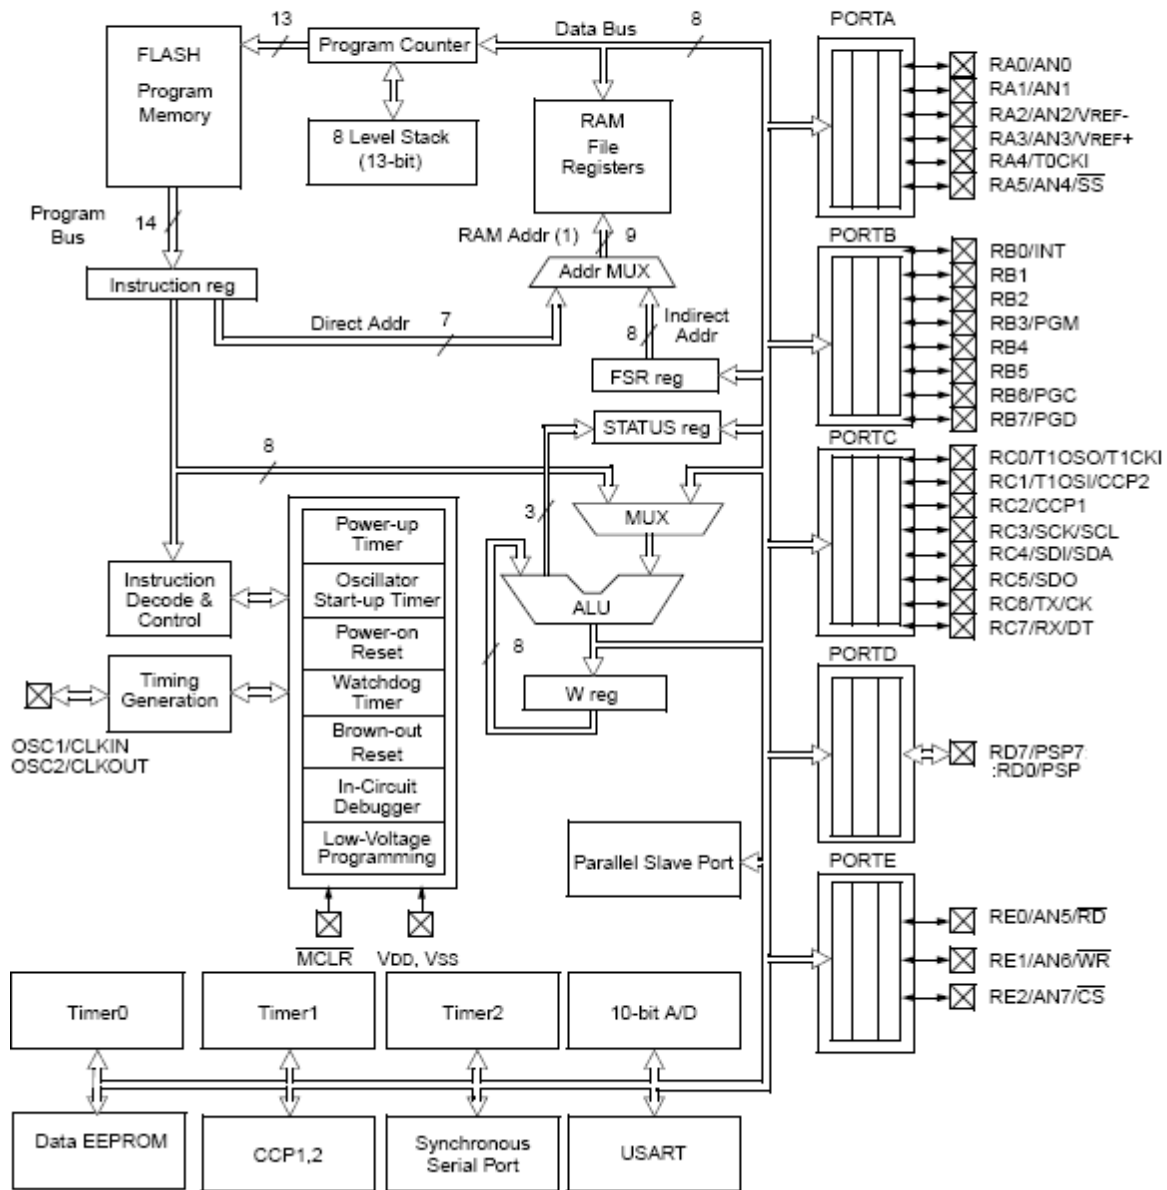 13
Data Bus
8
PORTA
FLASH
Program
Memory
Program Counter
8 Level Stack
(13-bit)
RAM
File
Registers
RA0/AN0
RA1/AN1
RA2/AN2/VREF-
RA3/AN3/VREF+
RA4/T0CKI
RA5/AN4/SS
Program
Bus
14
RAM Addr (1)
9
PORTB
Addr MUX
Instruction reg
Direct Addr
7
Indirect
Addr
8
FSR reg
RB0/INT
RB1
RB2
RB3/PGM
RB4
RB5
RB6/PGC
RB7/PGD
STATUS reg
8
PORTC
3
MUX
RC0/T1OSO/T1CKI
RC1/T1OSI/CCP2
RC2/CCP1
RC3/SCK/SCL
RC4/SDI/SDA
RC5/SDO
RC6/TX/CK
RC7/RX/DT
Power-up
Timer
Oscillator
Start-up Timer
Power-on
Reset
Watchdog
Timer
Brown-out
Reset
In-Circuit
Debugger
Low-Voltage
Programming
Instruction
Decode &
Control
ALU
8
W reg
Timing
Generation
OSC1/CLKIN
OSC2/CLKOUT
PORTD
RD7/PSP7
:RD0/PSP
Parallel Slave Port
PORTE
RE0/AN5/RD
RE1/AN6/WR
RE2/AN7/CS
MCLR
VDD, VSS
Timer0
Timer1
Timer2
10-bit A/D
Data EEPROM
CCP1,2
Synchronous
Serial Port
USART